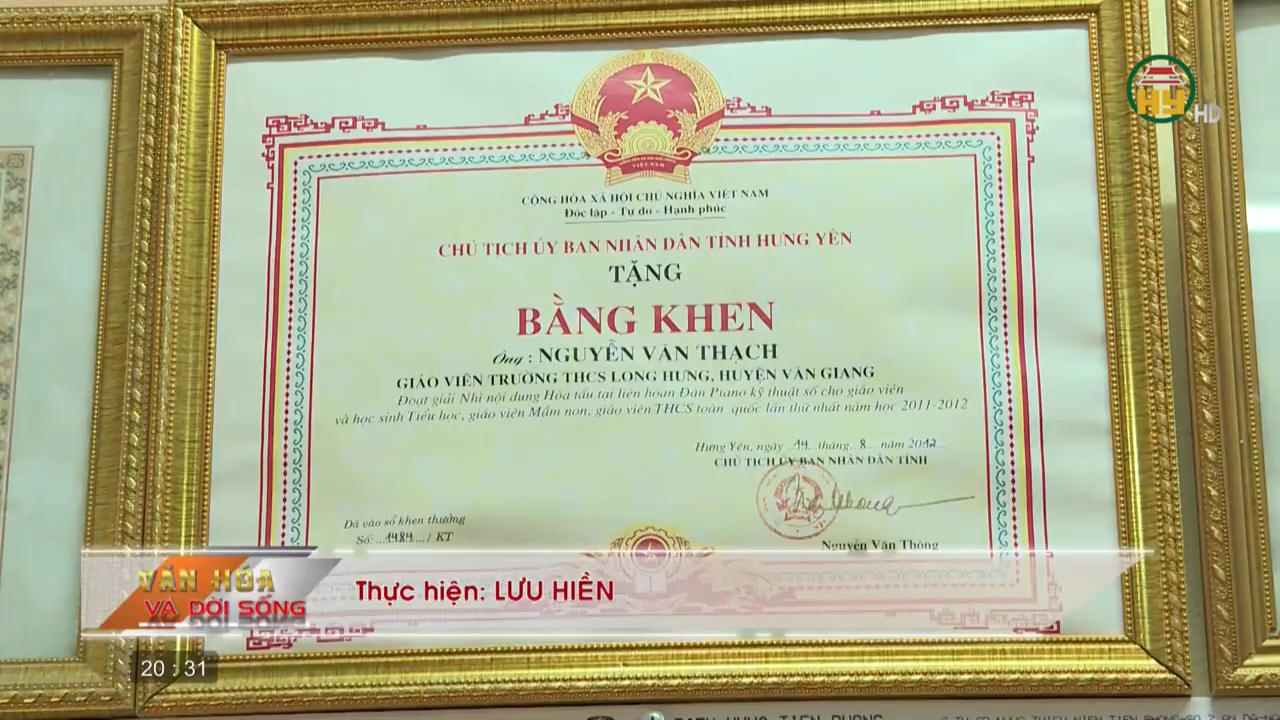 HY HD
VIỆT NAM
CỘNG HÒA XÃ HỘI CHỦ NGHĨA VIỆT NAM
Độc lập - Tự do - Hạnh phúc
CHỦ TỊCH ỦY BAN NHÂN DÂN TỈNH HƯNG YÊN
TẶNG
BẰNG KHEN
Ông : NGUYỄN VĂN THẠCH
GIÁO VIÊN TRƯỜNG THCS LONG HƯNG, HUYỆN VĂN GIANG
Đoạt giải Nhì nội dung Hòa tấu tại liên hoan Đàn Piano kỹ thuật số cho giáo viên
và học sinh Tiểu học, giáo viên Mầm non, giáo viên THCS toàn quốc lần thứ nhất năm học 2011-2012
Hưng Yên, ngày ..14..tháng..8....năm 2012...
CHỦ TỊCH ỦY BAN NHÂN DÂN TỈNH
Đã vào sổ khen thưởng
Số: ...1484..../ KT
Nguyễn Văn Thông
VĂN HÓA
VÀ ĐỜI SỐNG
Thực hiện: LƯU HIỀN
20 : 31